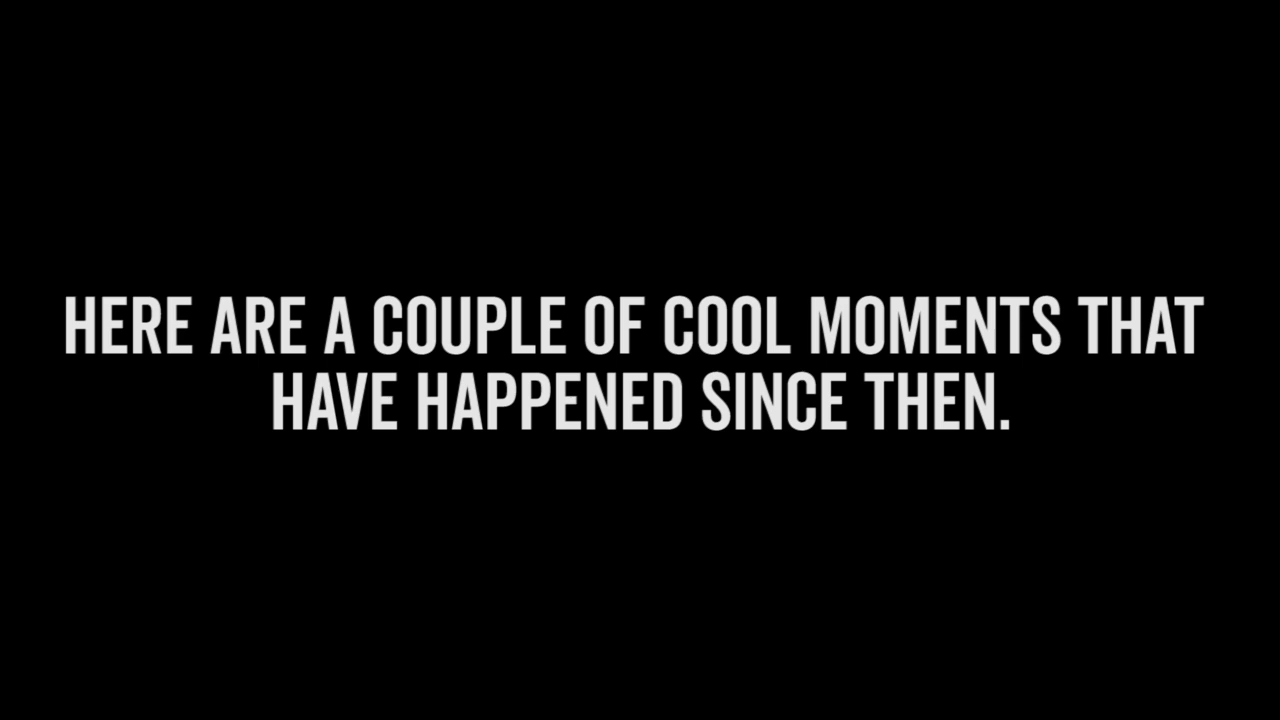 HERE ARE A COUPLE OF COOL MOMENTS THAT
HAVE HAPPENED SINCE THEN.